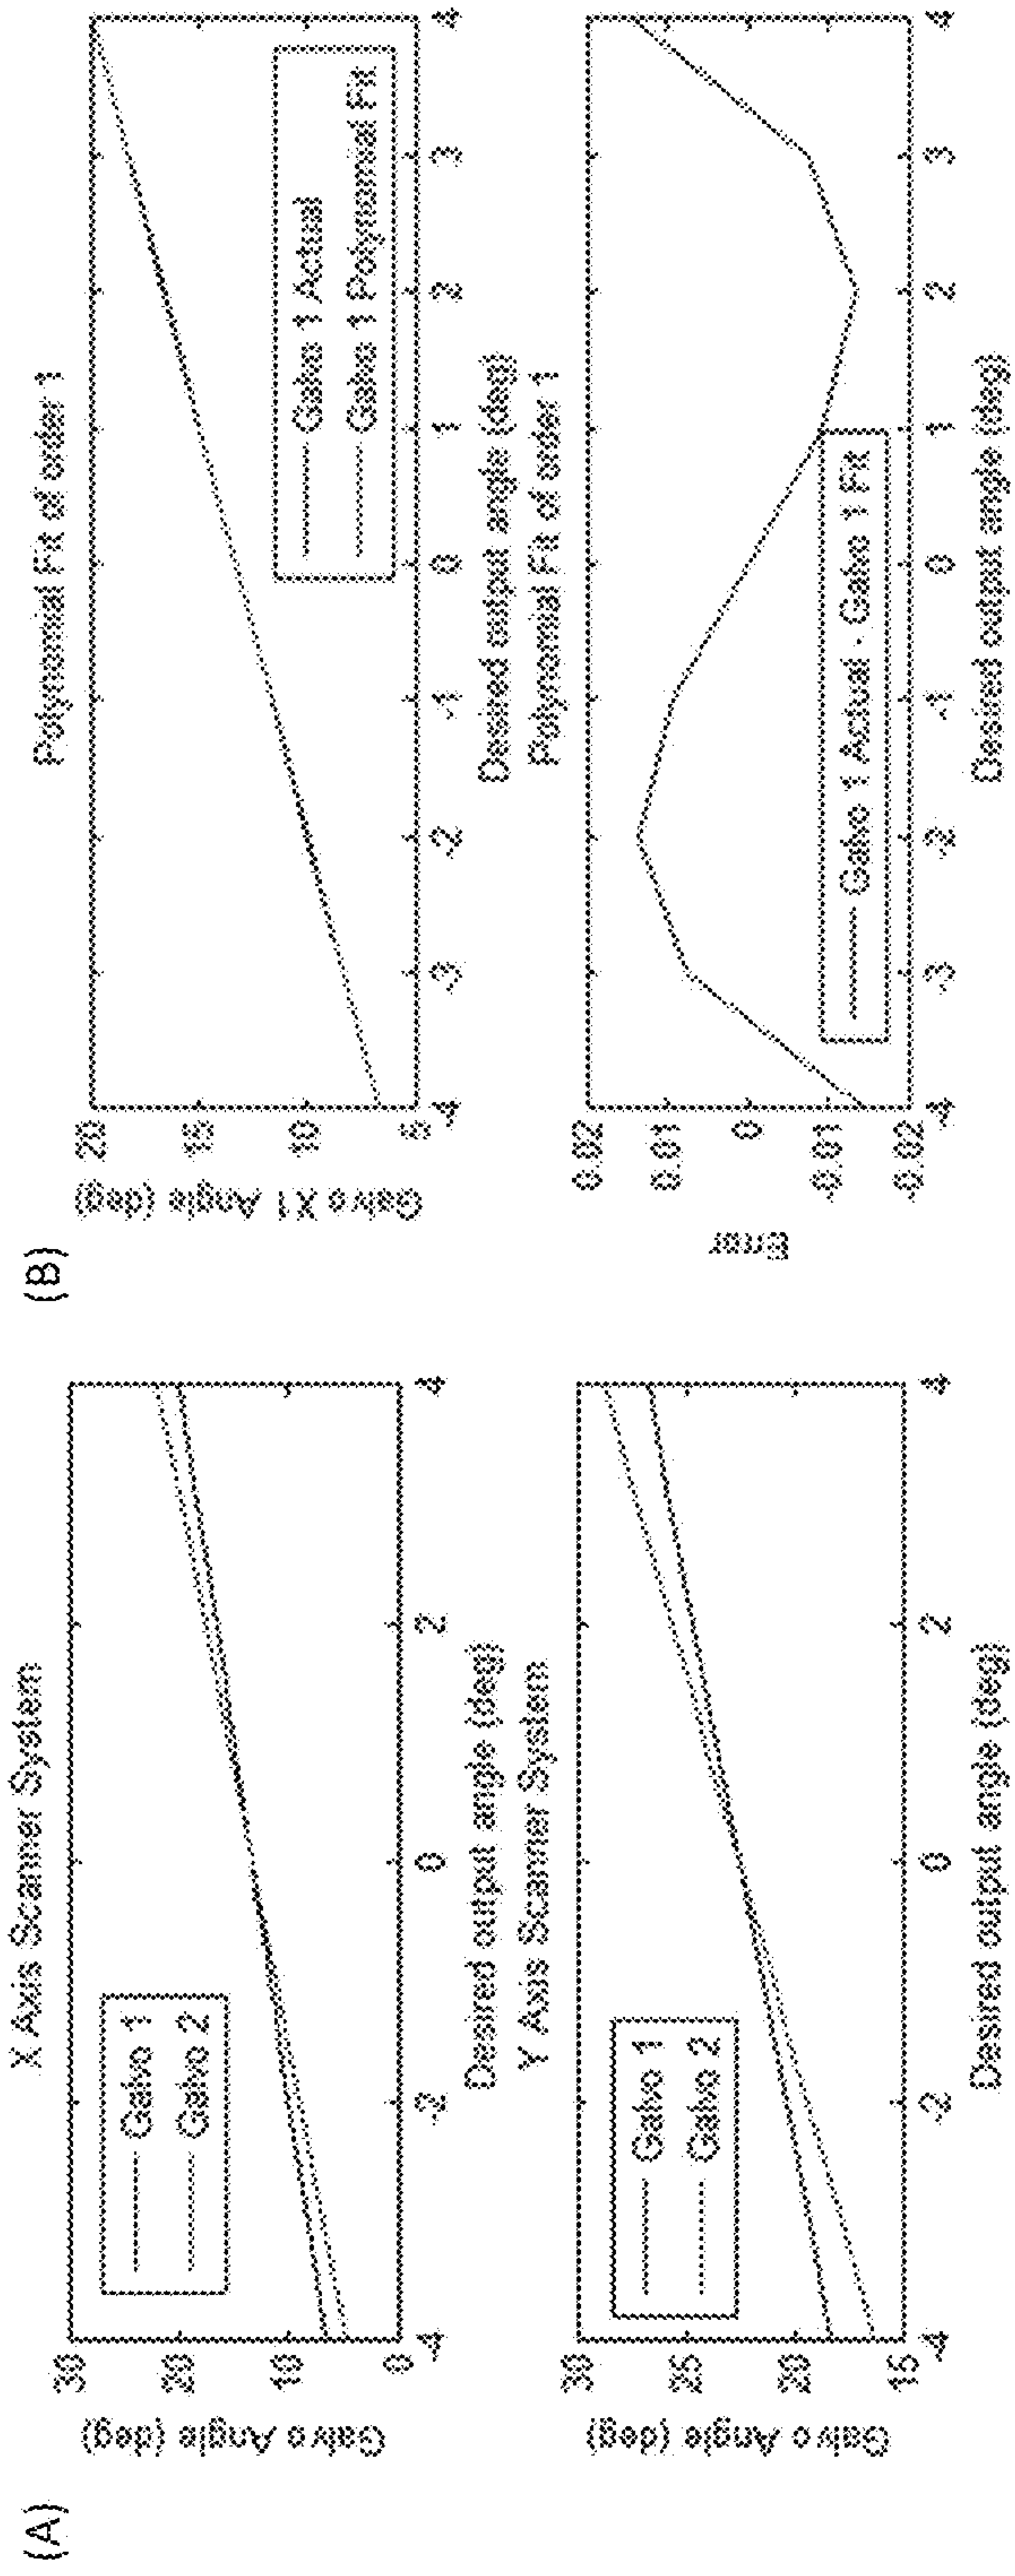 (A)
X Axis Scanner System
Galvo Angle (deg)
30
20
10
0
Galvo 1
Galvo 2
-4
-2
0
2
4
Desired output angle (deg)
Y Axis Scanner System
Galvo Angle (deg)
30
25
20
15
Galvo 1
Galvo 2
-4
-2
0
2
4
Desired output angle (deg)
(B)
Polynomial Fit of order 1
Galvo X1 Angle (deg)
20
15
10
5
Galvo 1 Actual
Galvo 1 Polynomial Fit
-4
-3
-2
-1
0
1
2
3
4
Desired output angle (deg)
Polynomial Fit of order 1
Error
0.02
0.01
0
-0.01
-0.02
Galvo 1 Actual - Galvo 1 Fit
-4
-3
-2
-1
0
1
2
3
4
Desired output angle (deg)